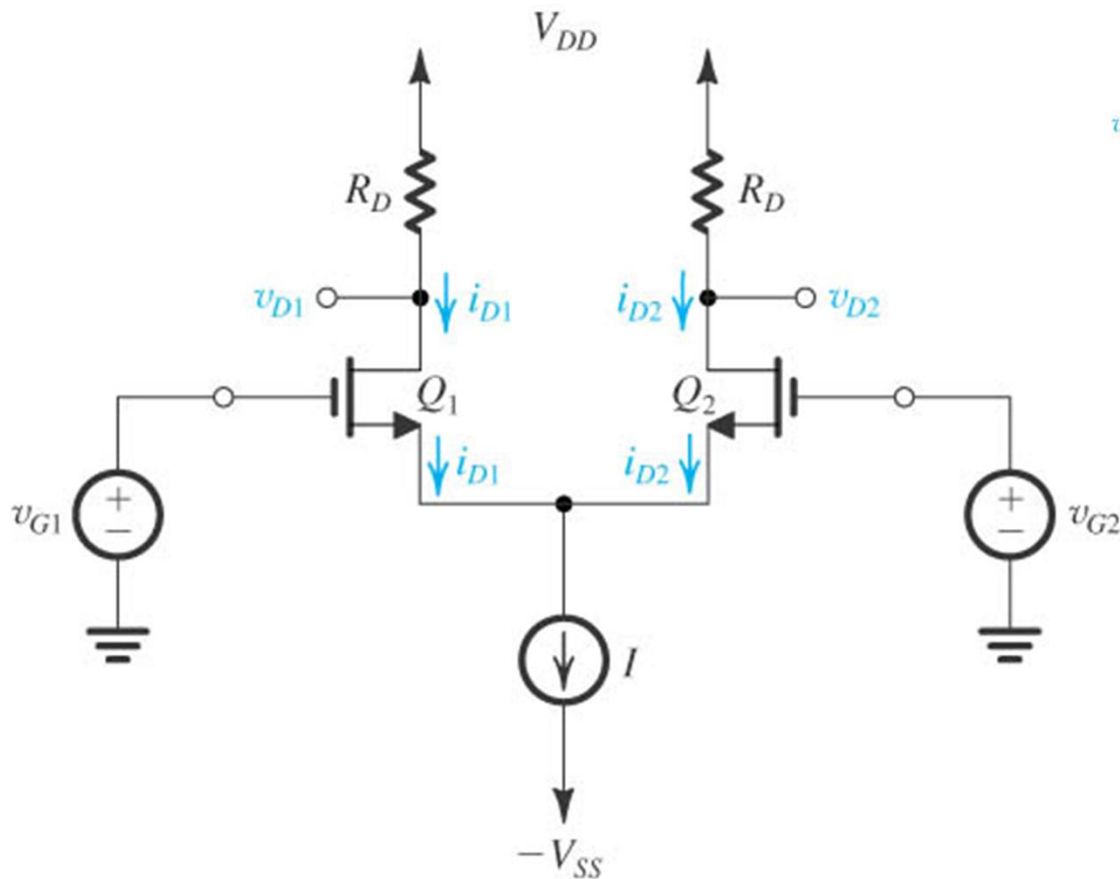 V_DD
v
R_D R_D
v_D1 i_D1 i_D2 v_D2
Q_1 Q_2
i_D1 i_D2
+ +
v_G1 v_G2
− −
I
−V_SS